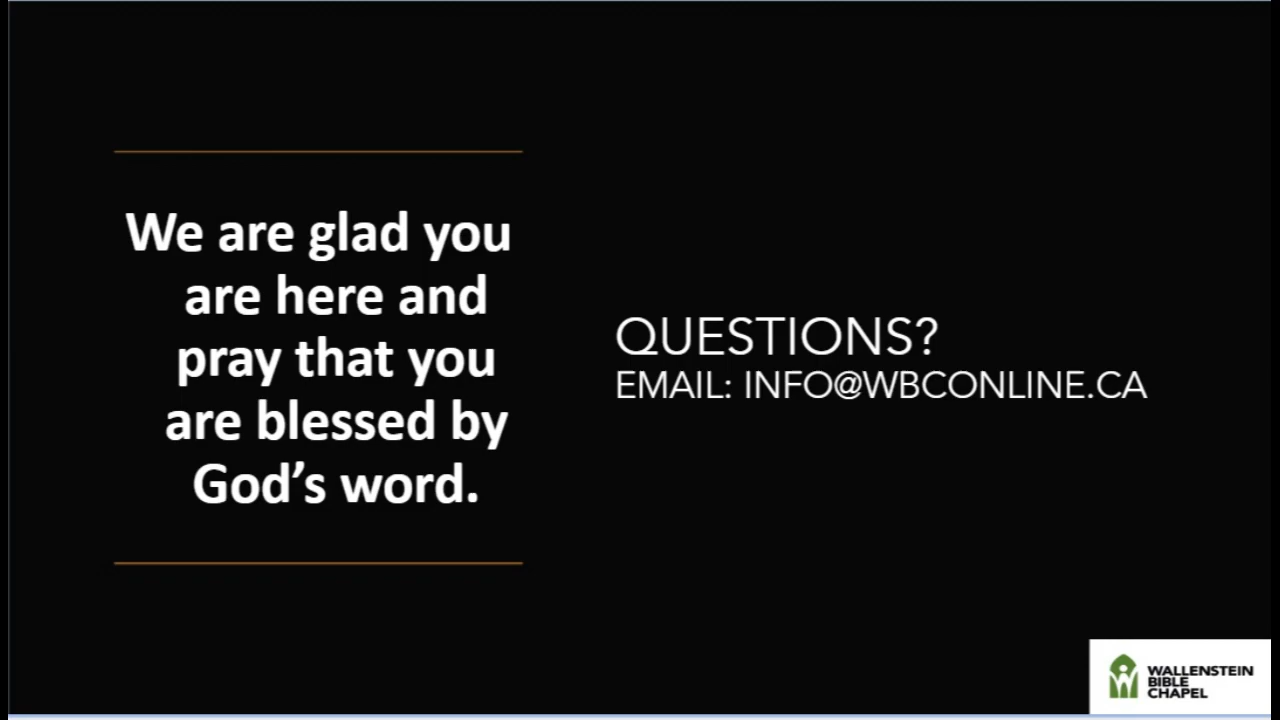 We are glad you
are here and
pray that you
are blessed by
God's word.
QUESTIONS?
EMAIL: INFO@WBCONLINE.CA
WALLENSTEIN
BIBLE
CHAPEL